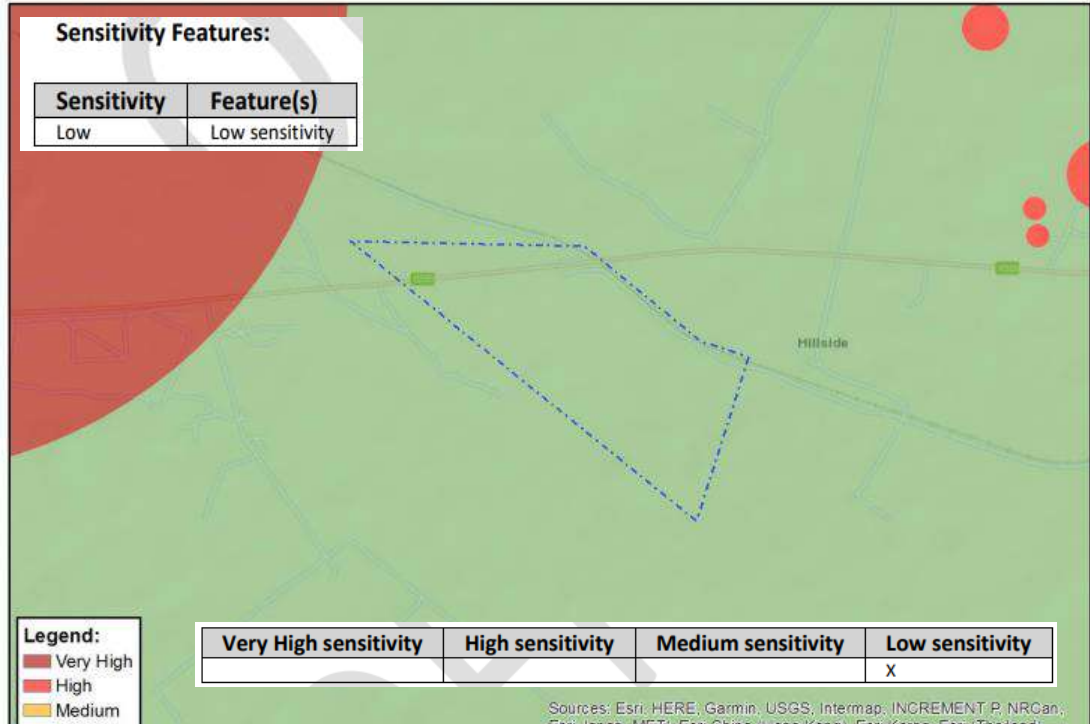 Sensitivity Features:
Sensitivity Feature(s)
Low Low sensitivity
Hillside
Very High sensitivity High sensitivity Medium sensitivity Low sensitivity
X
Legend:
Very High
High
Medium
Sources: Esri, HERE, Garmin, USGS, Intermap, INCREMENT P, NRCan,